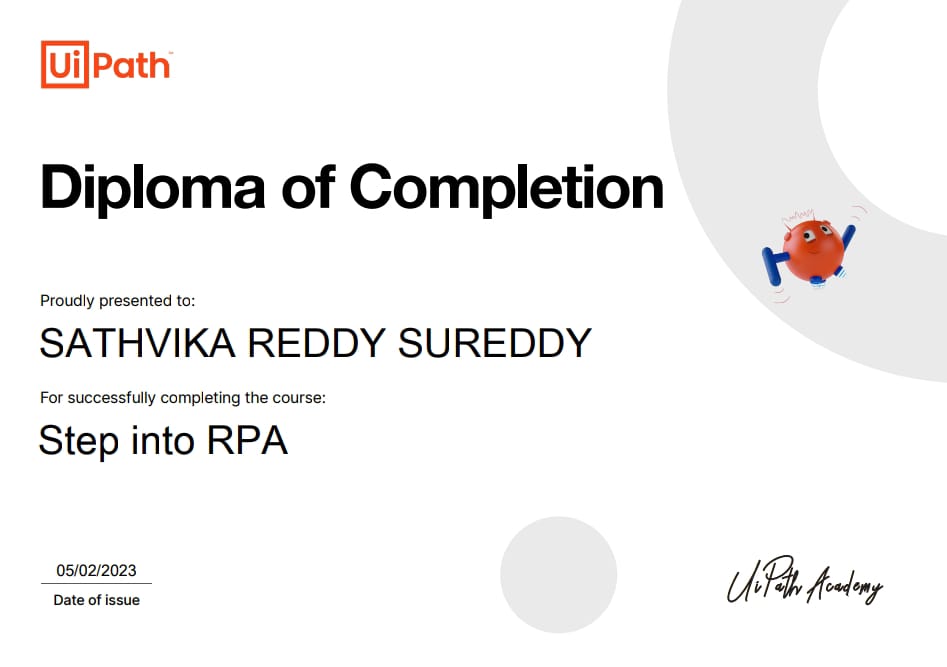 UiPath™
Diploma of Completion
Proudly presented to:
SATHVIKA REDDY SUREDDY
For successfully completing the course:
Step into RPA
05/02/2023
Date of issue
UiPath Academy